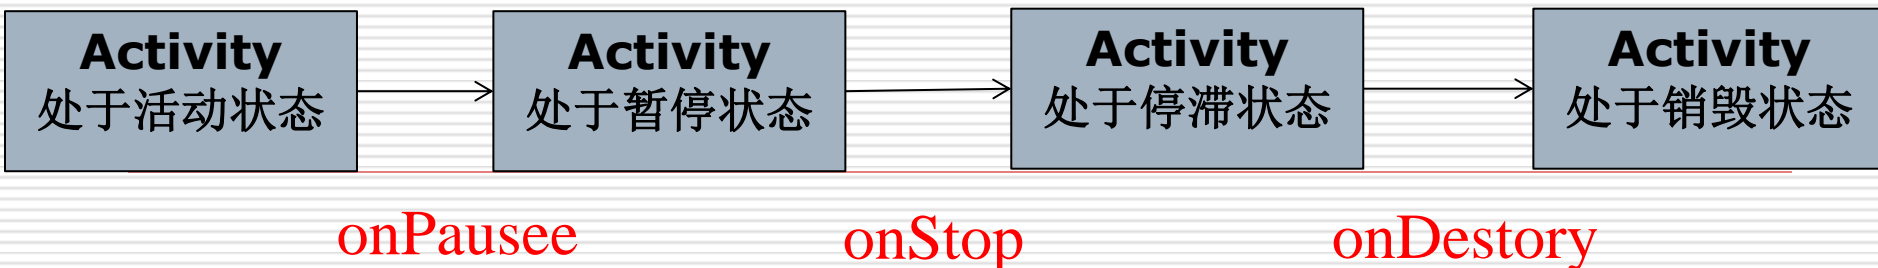 Activity
处于活动状态
Activity
处于暂停状态
Activity
处于停滞状态
Activity
处于销毁状态
onPausee
onStop
onDestory